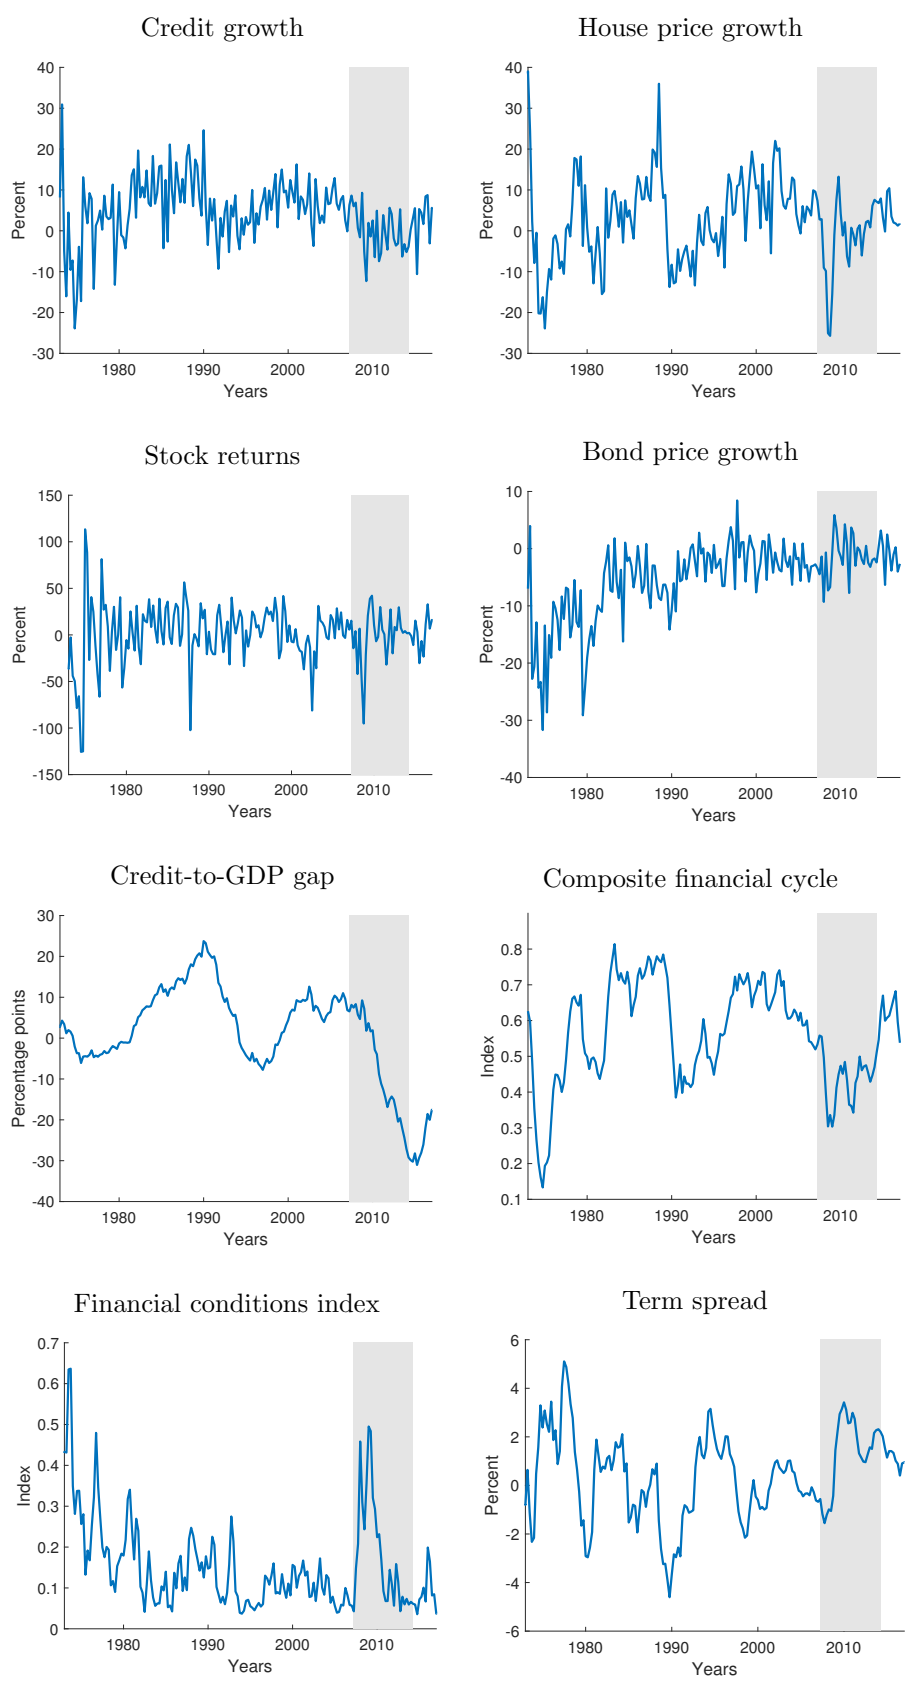 Credit growth
40
30
20
10
0
-10
-20
-30
Percent
1980 1990 2000 2010
Years
House price growth
40
30
20
10
0
-10
-20
-30
Percent
1980 1990 2000 2010
Years
Stock returns
150
100
50
0
-50
-100
-150
Percent
1980 1990 2000 2010
Years
Bond price growth
10
0
-10
-20
-30
-40
Percent
1980 1990 2000 2010
Years
Credit-to-GDP gap
30
20
10
0
-10
-20
-30
-40
Percentage points
1980 1990 2000 2010
Years
Composite financial cycle
0.8
0.7
0.6
0.5
0.4
0.3
0.2
0.1
Index
1980 1990 2000 2010
Years
Financial conditions index
0.7
0.6
0.5
0.4
0.3
0.2
0.1
0
Index
1980 1990 2000 2010
Years
Term spread
6
4
2
0
-2
-4
-6
Percent
1980 1990 2000 2010
Years